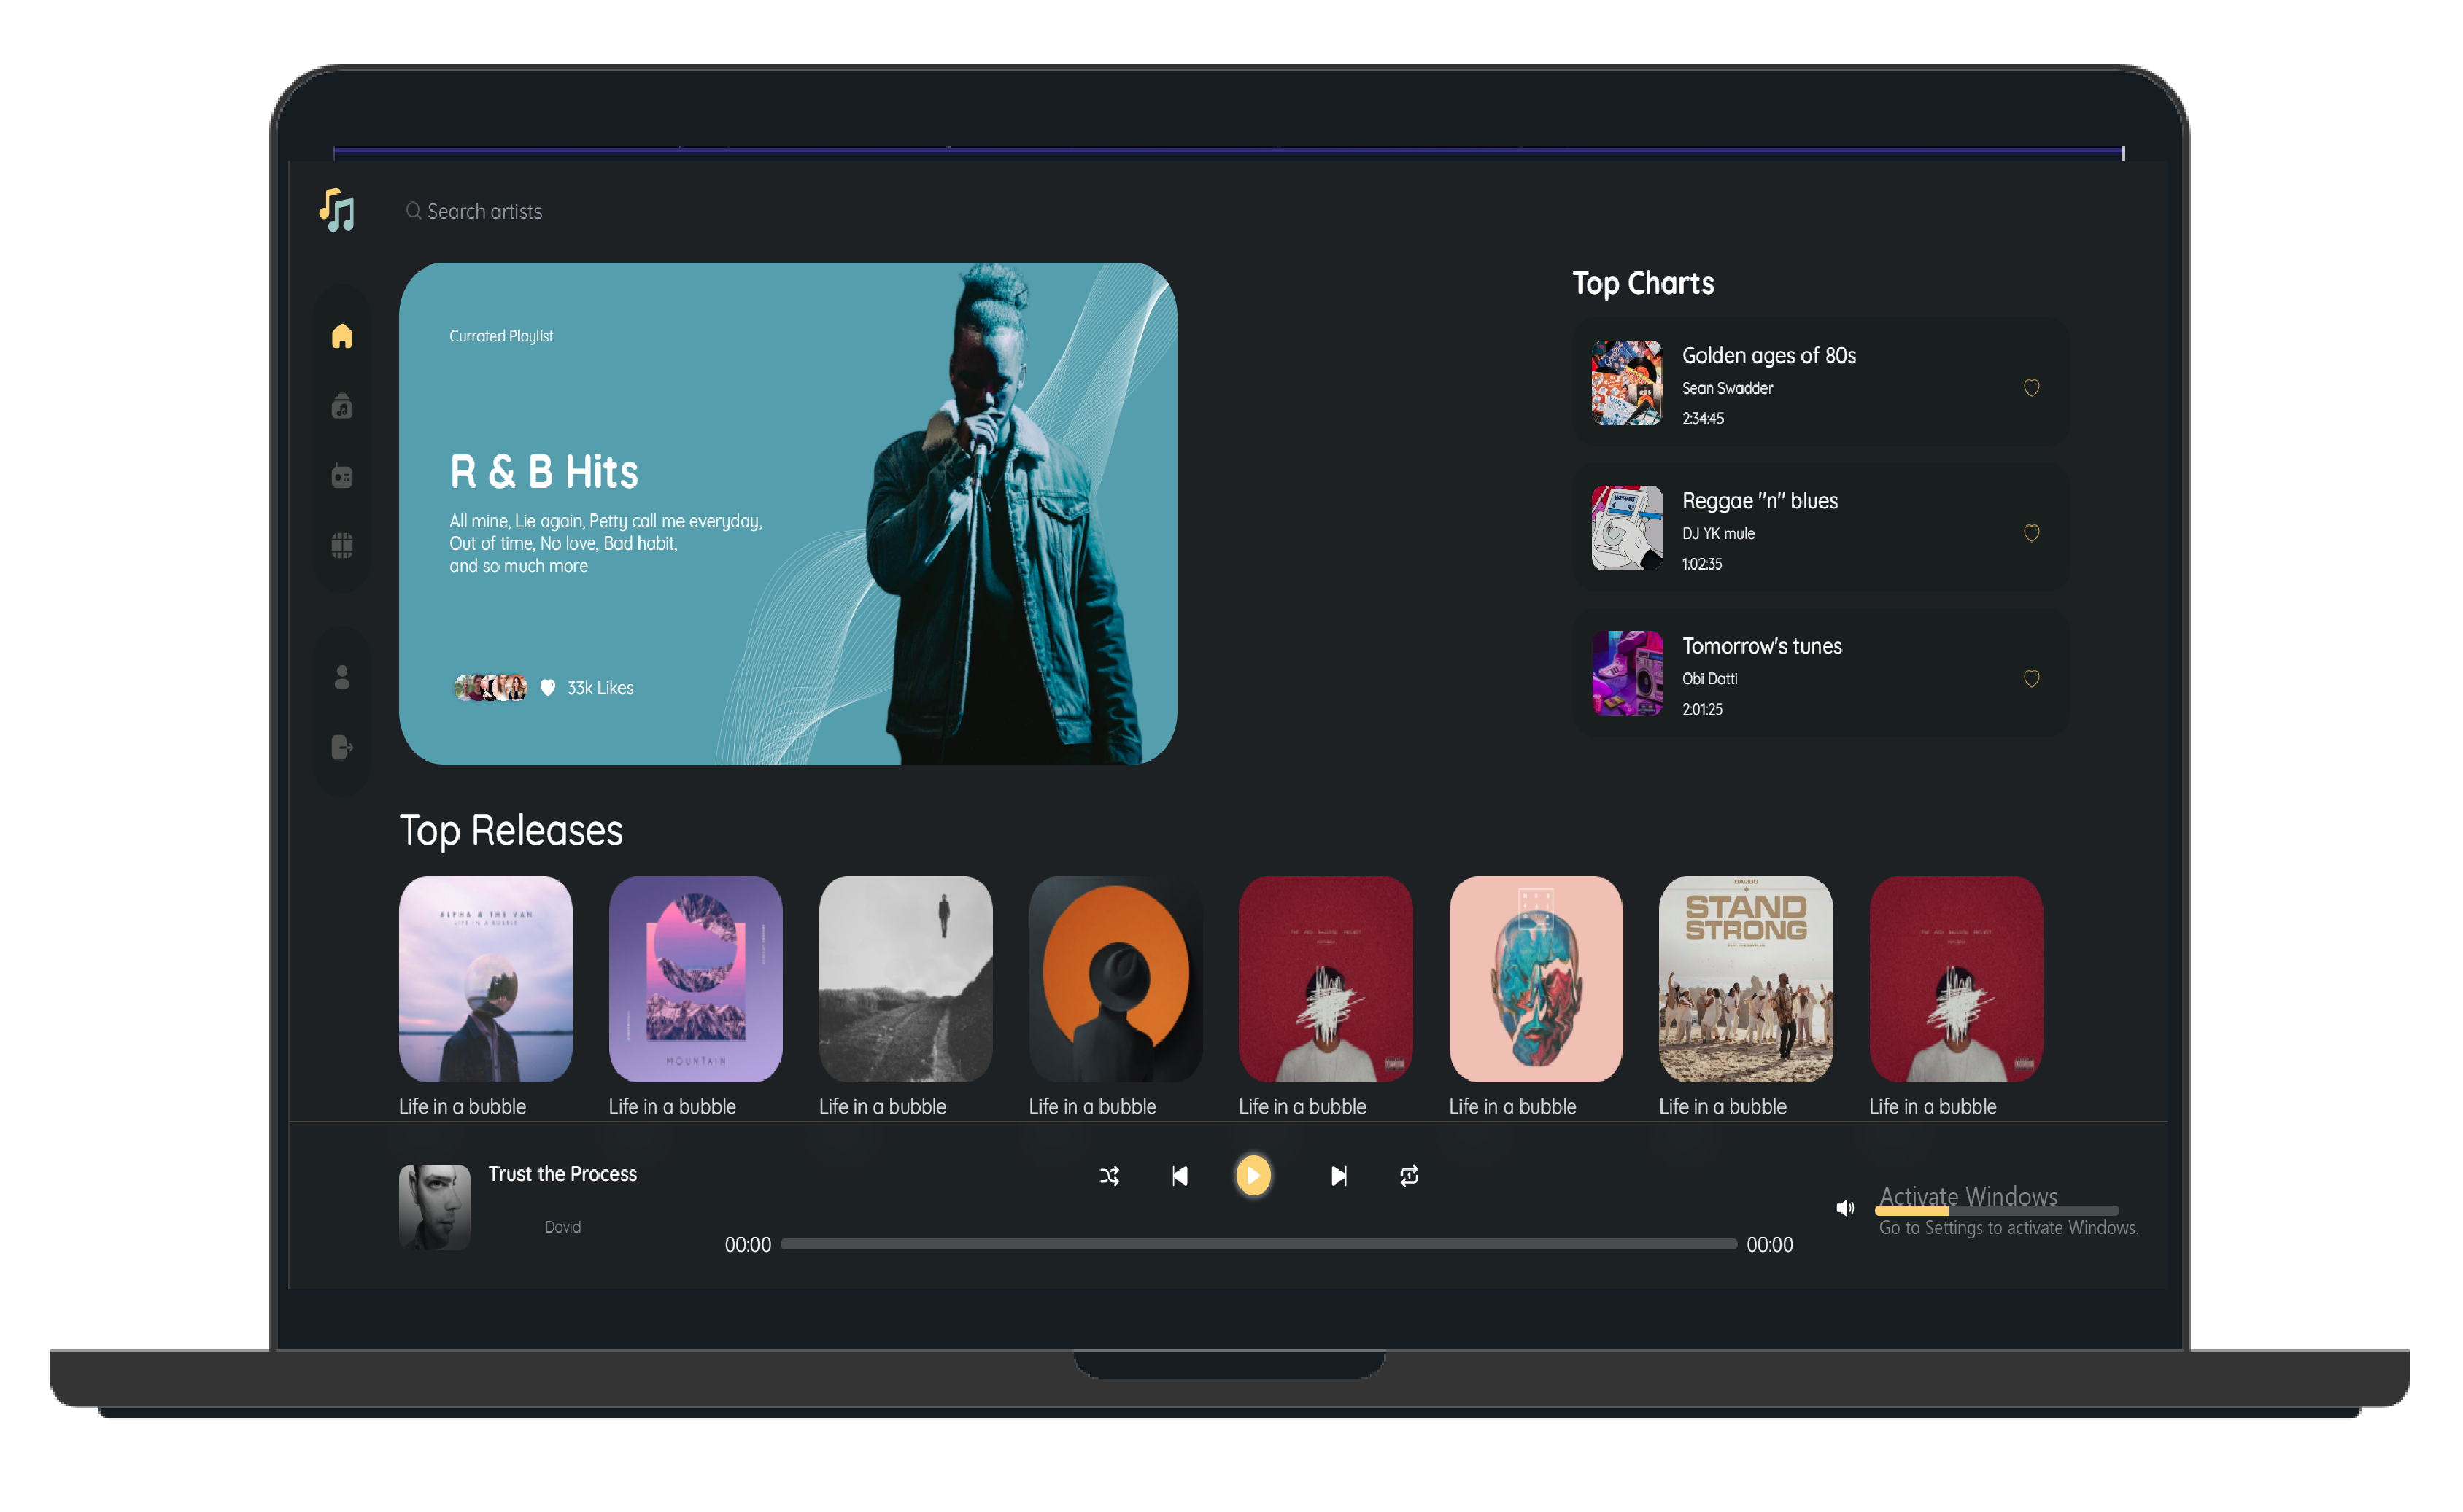 Search artists
Currated Playlist
R & B Hits
All mine, Lie again, Petty call me everyday,
Out of time, No love, Bad habit,
and so much more
33k Likes
Top Charts
Golden ages of 80s
Sean Swadder
2:34:45
Reggae "n" blues
DJ YK mule
1:02:35
Tomorrow's tunes
Obi Datti
2:01:25
Top Releases
ALPHA & THE VAN
LIFE IN A BUBBLE
MOUNTAIN
DAVIDO
STAND
STRONG
Life in a bubble
Life in a bubble
Life in a bubble
Life in a bubble
Life in a bubble
Life in a bubble
Life in a bubble
Life in a bubble
Trust the Process
David
00:00
00:00
Activate Windows
Go to Settings to activate Windows.